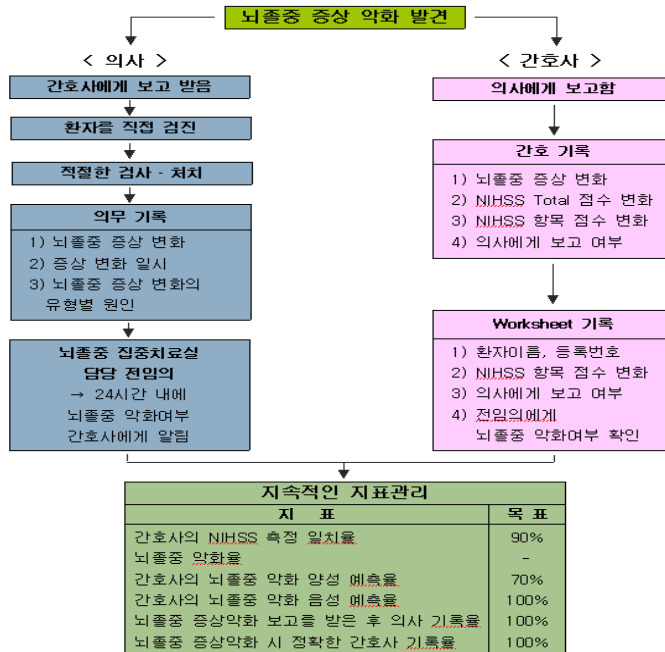 뇌졸중 증상 악화 발견
< 의사 >
간호사에게 보고 받음
환자를 직접 검진
적절한 검사 - 처치
의무 기록
1) 뇌졸중 증상 변화
2) 증상 변화 일시
3) 뇌졸중 증상 변화의
유형별 원인
뇌졸중 집중치료실
담당 전임의
→ 24시간 내에
뇌졸중 악화여부
간호사에게 알림
< 간호사 >
의사에게 보고함
간호 기록
1) 뇌졸중 증상 변화
2) NIHSS Total 점수 변화
3) NIHSS 항목 점수 변화
4) 의사에게 보고 여부
Worksheet 기록
1) 환자이름, 등록번호
2) NIHSS 항목 점수 변화
3) 의사에게 보고 여부
4) 전임의에게
뇌졸중 악화여부 확인
지속적인 지표관리
지 표 목 표
간호사의 NIHSS 측정 일치율 90%
뇌졸중 악화율 -
간호사의 뇌졸중 악화 양성 예측율 70%
간호사의 뇌졸중 악화 음성 예측율 100%
뇌졸중 증상악화 보고를 받은 후 의사 기록율 100%
뇌졸중 증상악화 시 정확한 간호사 기록율 100%